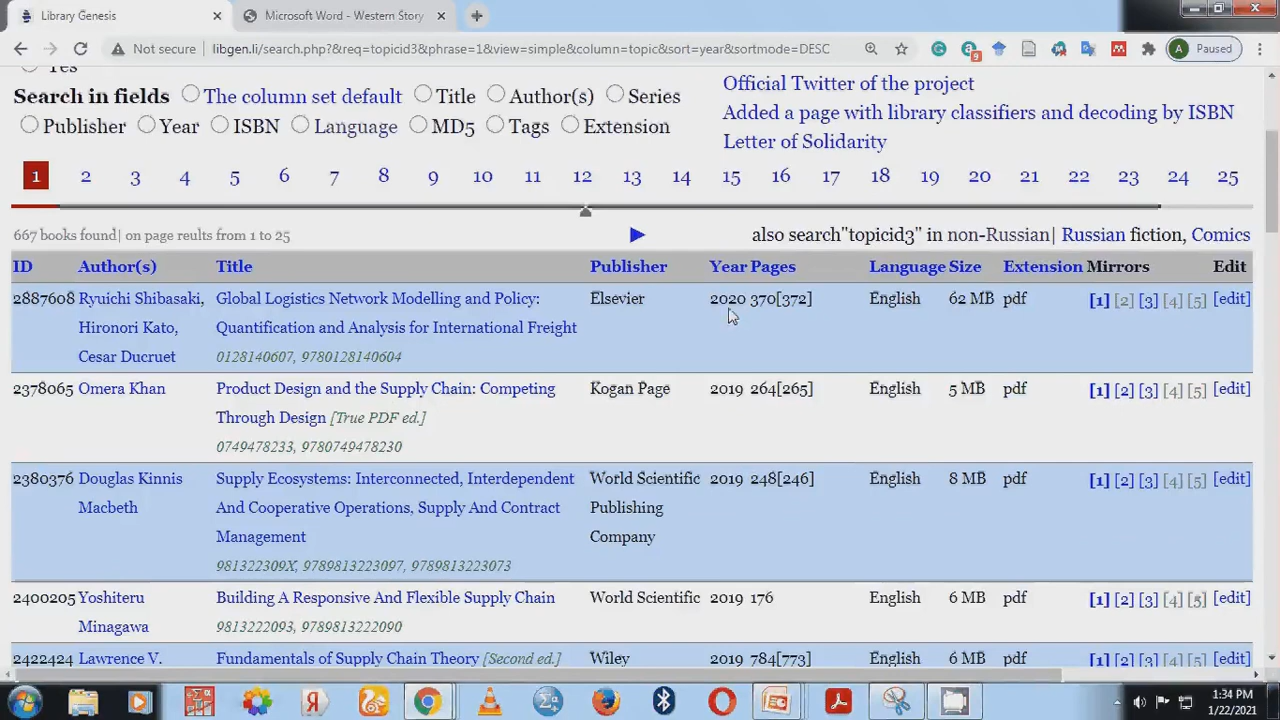 Library Genesis
Microsoft Word - Western Story
Not secure
libgen.li/search.php?&req=topicid3&phrase=1&view=simple&column=topic&sort=year&sortmode=DESC
9
A Paused
Yes
Search in fields The column set default Title Author(s) Series
Publisher Year ISBN Language MD5 Tags Extension
Official Twitter of the project
Added a page with library classifiers and decoding by ISBN
Letter of Solidarity
1 2 3 4 5 6 7 8 9 10 11 12 13 14 15 16 17 18 19 20 21 22 23 24 25
667 books found| on page reults from 1 to 25
also search"topicid3" in non-Russian| Russian fiction, Comics
ID Author(s) Title Publisher Year Pages Language Size Extension Mirrors Edit
2887608 Ryuichi Shibasaki, Global Logistics Network Modelling and Policy: Elsevier 2020 370[372] English 62 MB pdf [1] [2] [3] [4] [5] [edit]
Hironori Kato, Quantification and Analysis for International Freight
Cesar Ducruet 0128140607, 9780128140604
2378065 Omera Khan Product Design and the Supply Chain: Competing Kogan Page 2019 264[265] English 5 MB pdf [1] [2] [3] [4] [5] [edit]
Through Design [True PDF ed.]
0749478233, 9780749478230
2380376 Douglas Kinnis Supply Ecosystems: Interconnected, Interdependent World Scientific 2019 248[246] English 8 MB pdf [1] [2] [3] [4] [5] [edit]
Macbeth And Cooperative Operations, Supply And Contract Publishing
Management Company
981322309X, 9789813223097, 9789813223073
2400205 Yoshiteru Building A Responsive And Flexible Supply Chain World Scientific 2019 176 English 6 MB pdf [1] [2] [3] [4] [5] [edit]
Minagawa 9813222093, 9789813222090
2422424 Lawrence V. Fundamentals of Supply Chain Theory [Second ed.] Wiley 2019 784[773] English 6 MB pdf [1] [2] [3] [4] [5] [edit]
1:34 PM
1/22/2021